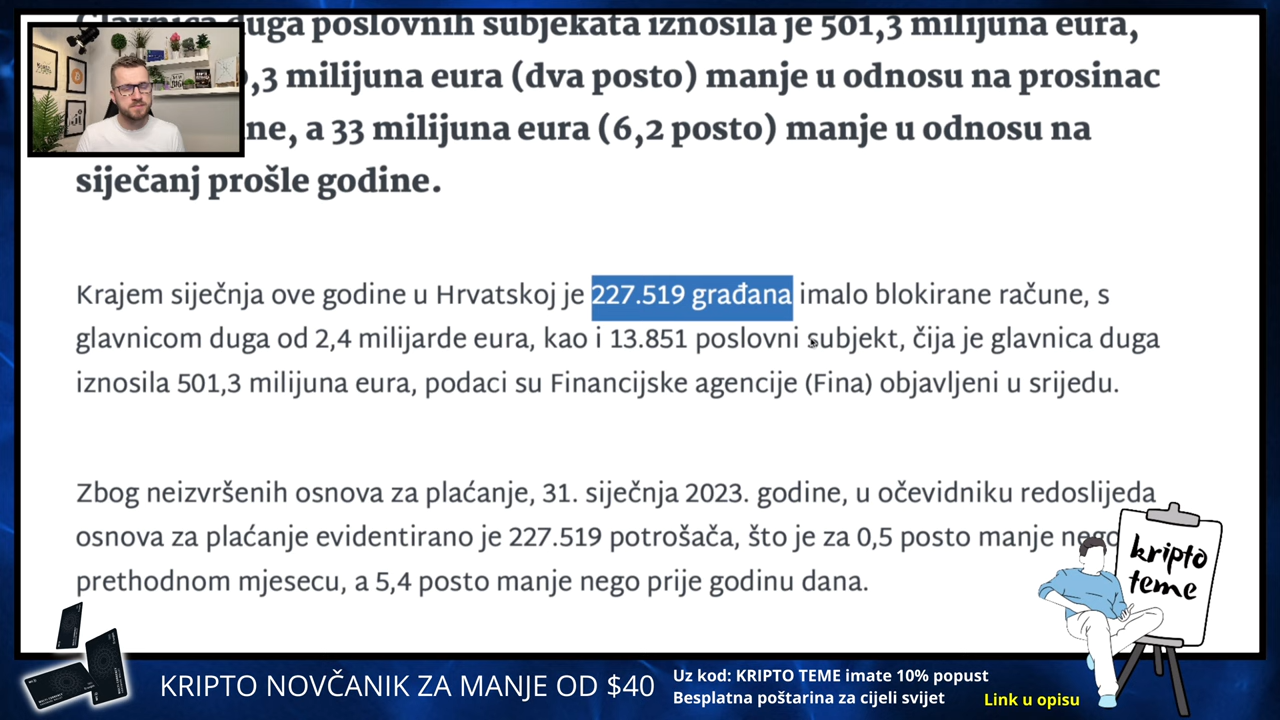 Glavnica duga poslovnih subjekata iznosila je 501,3 milijuna eura,
,3 milijuna eura (dva posto) manje u odnosu na prosinac
ne, a 33 milijuna eura (6,2 posto) manje u odnosu na
siječanj prošle godine.
Krajem siječnja ove godine u Hrvatskoj je 227.519 građana imalo blokirane račune, s
glavnicom duga od 2,4 milijarde eura, kao i 13.851 poslovni subjekt, čija je glavnica duga
iznosila 501,3 milijuna eura, podaci su Financijske agencije (Fina) objavljeni u srijedu.
Zbog neizvršenih osnova za plaćanje, 31. siječnja 2023. godine, u očevidniku redoslijeda
osnova za plaćanje evidentirano je 227.519 potrošača, što je za 0,5 posto manje nego
prethodnom mjesecu, a 5,4 posto manje nego prije godinu dana.
kripto
teme
KRIPTO NOVČANIK ZA MANJE OD $40
Uz kod: KRIPTO TEME imate 10% popust
Besplatna poštarina za cijeli svijet
Link u opisu